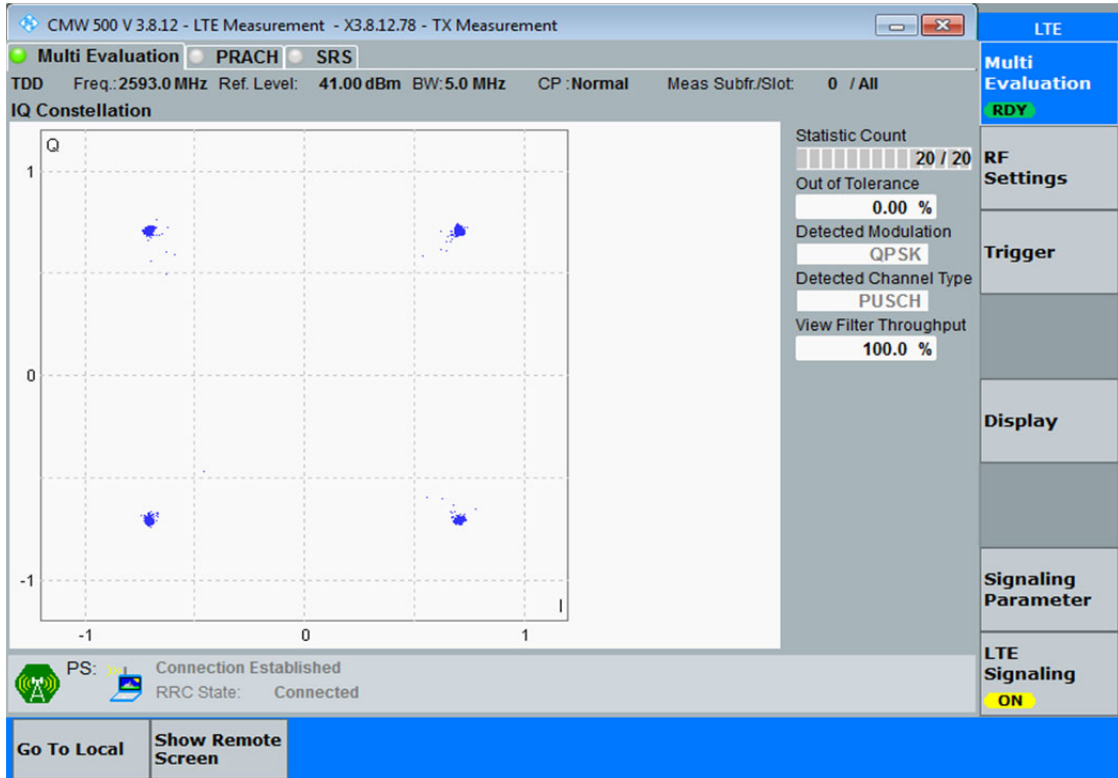 CMW 500 V 3.8.12 - LTE Measurement - X3.8.12.78 - TX Measurement
LTE
Multi Evaluation PRACH SRS
TDD Freq.: 2593.0 MHz Ref. Level: 41.00 dBm BW: 5.0 MHz CP : Normal Meas Subfr./Slot: 0 / All
IQ Constellation
Q
1
0
-1
I
-1 0 1
Statistic Count
20 / 20
Out of Tolerance
0.00 %
Detected Modulation
QPSK
Detected Channel Type
PUSCH
View Filter Throughput
100.0 %
Multi
Evaluation
RDY
RF
Settings
Trigger
Display
Signaling
Parameter
LTE
Signaling
ON
PS: Connection Established
RRC State: Connected
Go To Local
Show Remote
Screen